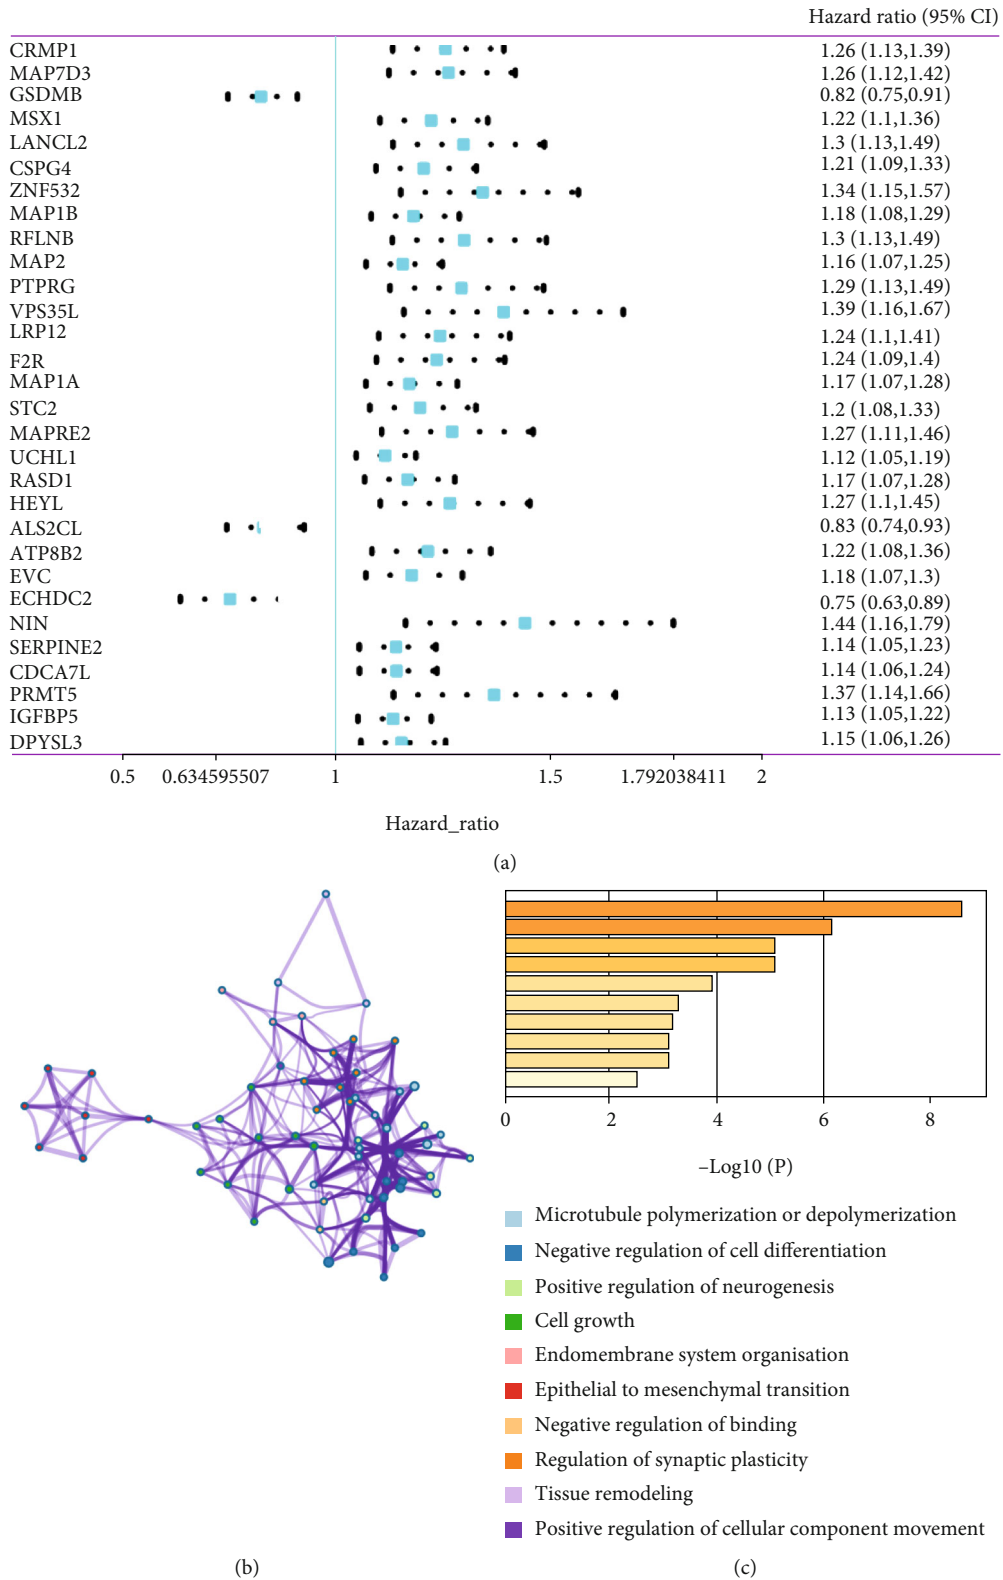 Hazard ratio (95% CI)
CRMP1 1.26 (1.13,1.39)
MAP7D3 1.26 (1.12,1.42)
GSDMB 0.82 (0.75,0.91)
MSX1 1.22 (1.1,1.36)
LANCL2 1.3 (1.13,1.49)
CSPG4 1.21 (1.09,1.33)
ZNF532 1.34 (1.15,1.57)
MAP1B 1.18 (1.08,1.29)
RFLNB 1.3 (1.13,1.49)
MAP2 1.16 (1.07,1.25)
PTPRG 1.29 (1.13,1.49)
VPS35L 1.39 (1.16,1.67)
LRP12 1.24 (1.1,1.41)
F2R 1.24 (1.09,1.4)
MAP1A 1.17 (1.07,1.28)
STC2 1.2 (1.08,1.33)
MAPRE2 1.27 (1.11,1.46)
UCHL1 1.12 (1.05,1.19)
RASD1 1.17 (1.07,1.28)
HEYL 1.27 (1.1,1.45)
ALS2CL 0.83 (0.74,0.93)
ATP8B2 1.22 (1.08,1.36)
EVC 1.18 (1.07,1.3)
ECHDC2 0.75 (0.63,0.89)
NIN 1.44 (1.16,1.79)
SERPINE2 1.14 (1.05,1.23)
CDCA7L 1.14 (1.06,1.24)
PRMT5 1.37 (1.14,1.66)
IGFBP5 1.13 (1.05,1.22)
DPYSL3 1.15 (1.06,1.26)
0.5 0.634595507 1 1.5 1.792038411 2
Hazard_ratio
(a)
0 2 4 6 8
–Log10 (P)
Microtubule polymerization or depolymerization
Negative regulation of cell differentiation
Positive regulation of neurogenesis
Cell growth
Endomembrane system organisation
Epithelial to mesenchymal transition
Negative regulation of binding
Regulation of synaptic plasticity
Tissue remodeling
Positive regulation of cellular component movement
(b) (c)